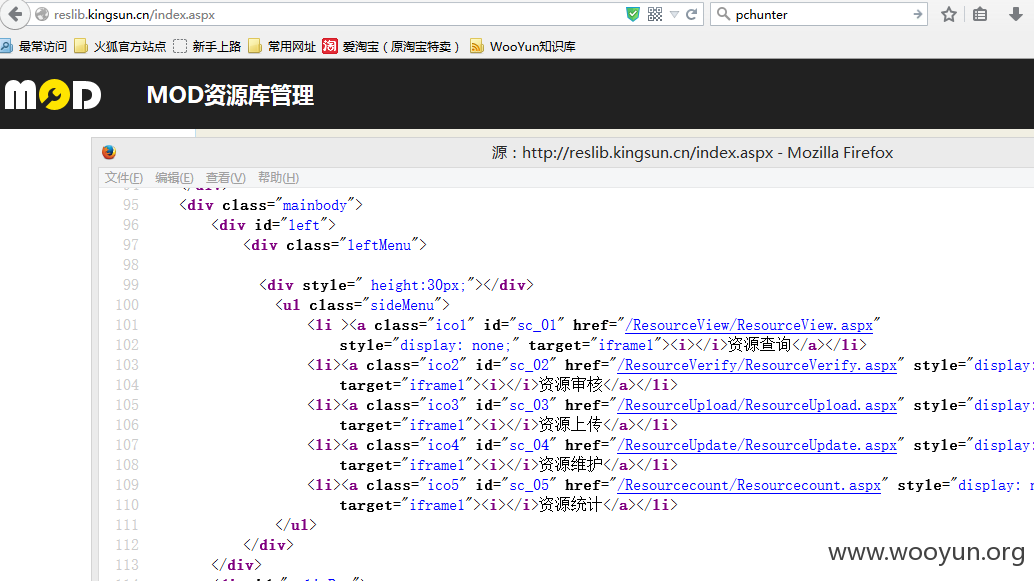 reslib.kingsun.cn/index.aspx
pchunter
最常访问 火狐官方站点 新手上路 常用网址 淘 爱淘宝（原淘宝特卖） WooYun知识库
MOD MOD资源库管理
源：http://reslib.kingsun.cn/index.aspx - Mozilla Firefox
文件(F) 编辑(E) 查看(V) 帮助(H)
95 <div class="mainbody">
96 <div id="left">
97 <div class="leftMenu">
98
99 <div style=" height:30px;"></div>
100 <ul class="sideMenu">
101 <li ><a class="ico1" id="sc_01" href="/ResourceView/ResourceView.aspx"
102 style="display: none;" target="iframe1"><i></i>资源查询</a></li>
103 <li><a class="ico2" id="sc_02" href="/ResourceVerify/ResourceVerify.aspx" style="display:
104 target="iframe1"><i></i>资源审核</a></li>
105 <li><a class="ico3" id="sc_03" href="/ResourceUpload/ResourceUpload.aspx" style="display:
106 target="iframe1"><i></i>资源上传</a></li>
107 <li><a class="ico4" id="sc_04" href="/ResourceUpdate/ResourceUpdate.aspx" style="display:
108 target="iframe1"><i></i>资源维护</a></li>
109 <li><a class="ico5" id="sc_05" href="/Resourcecount/Resourcecount.aspx" style="display: n
110 target="iframe1"><i></i>资源统计</a></li>
111 </ul>
112 </div>
113 </div>
www.wooyun.org